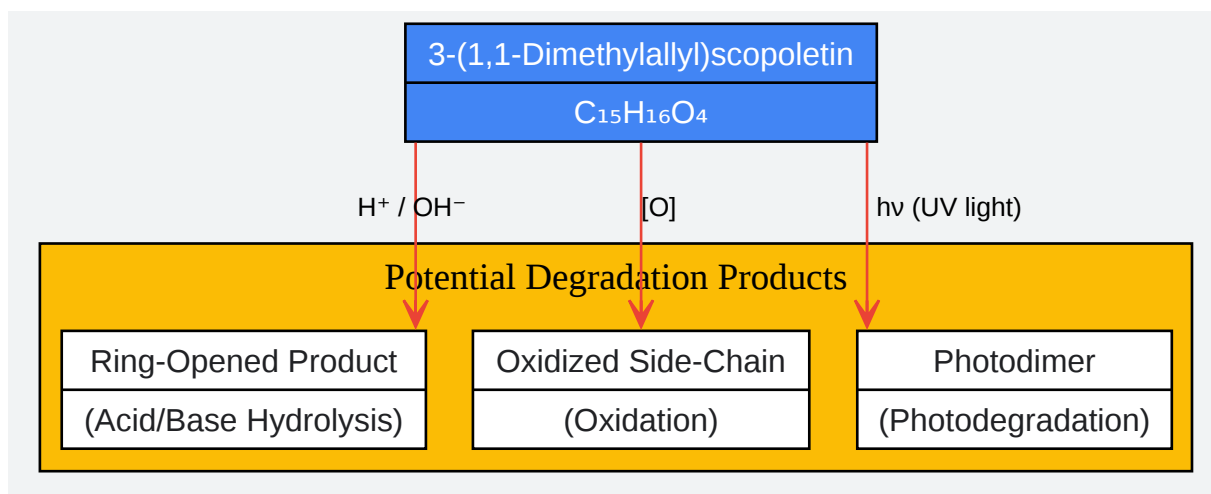 3-(1,1-Dimethylallyl)scopoletin
C₁₅H₁₆O₄
H⁺ / OH⁻
[O]
hν (UV light)
Potential Degradation Products
Ring-Opened Product
(Acid/Base Hydrolysis)
Oxidized Side-Chain
(Oxidation)
Photodimer
(Photodegradation)